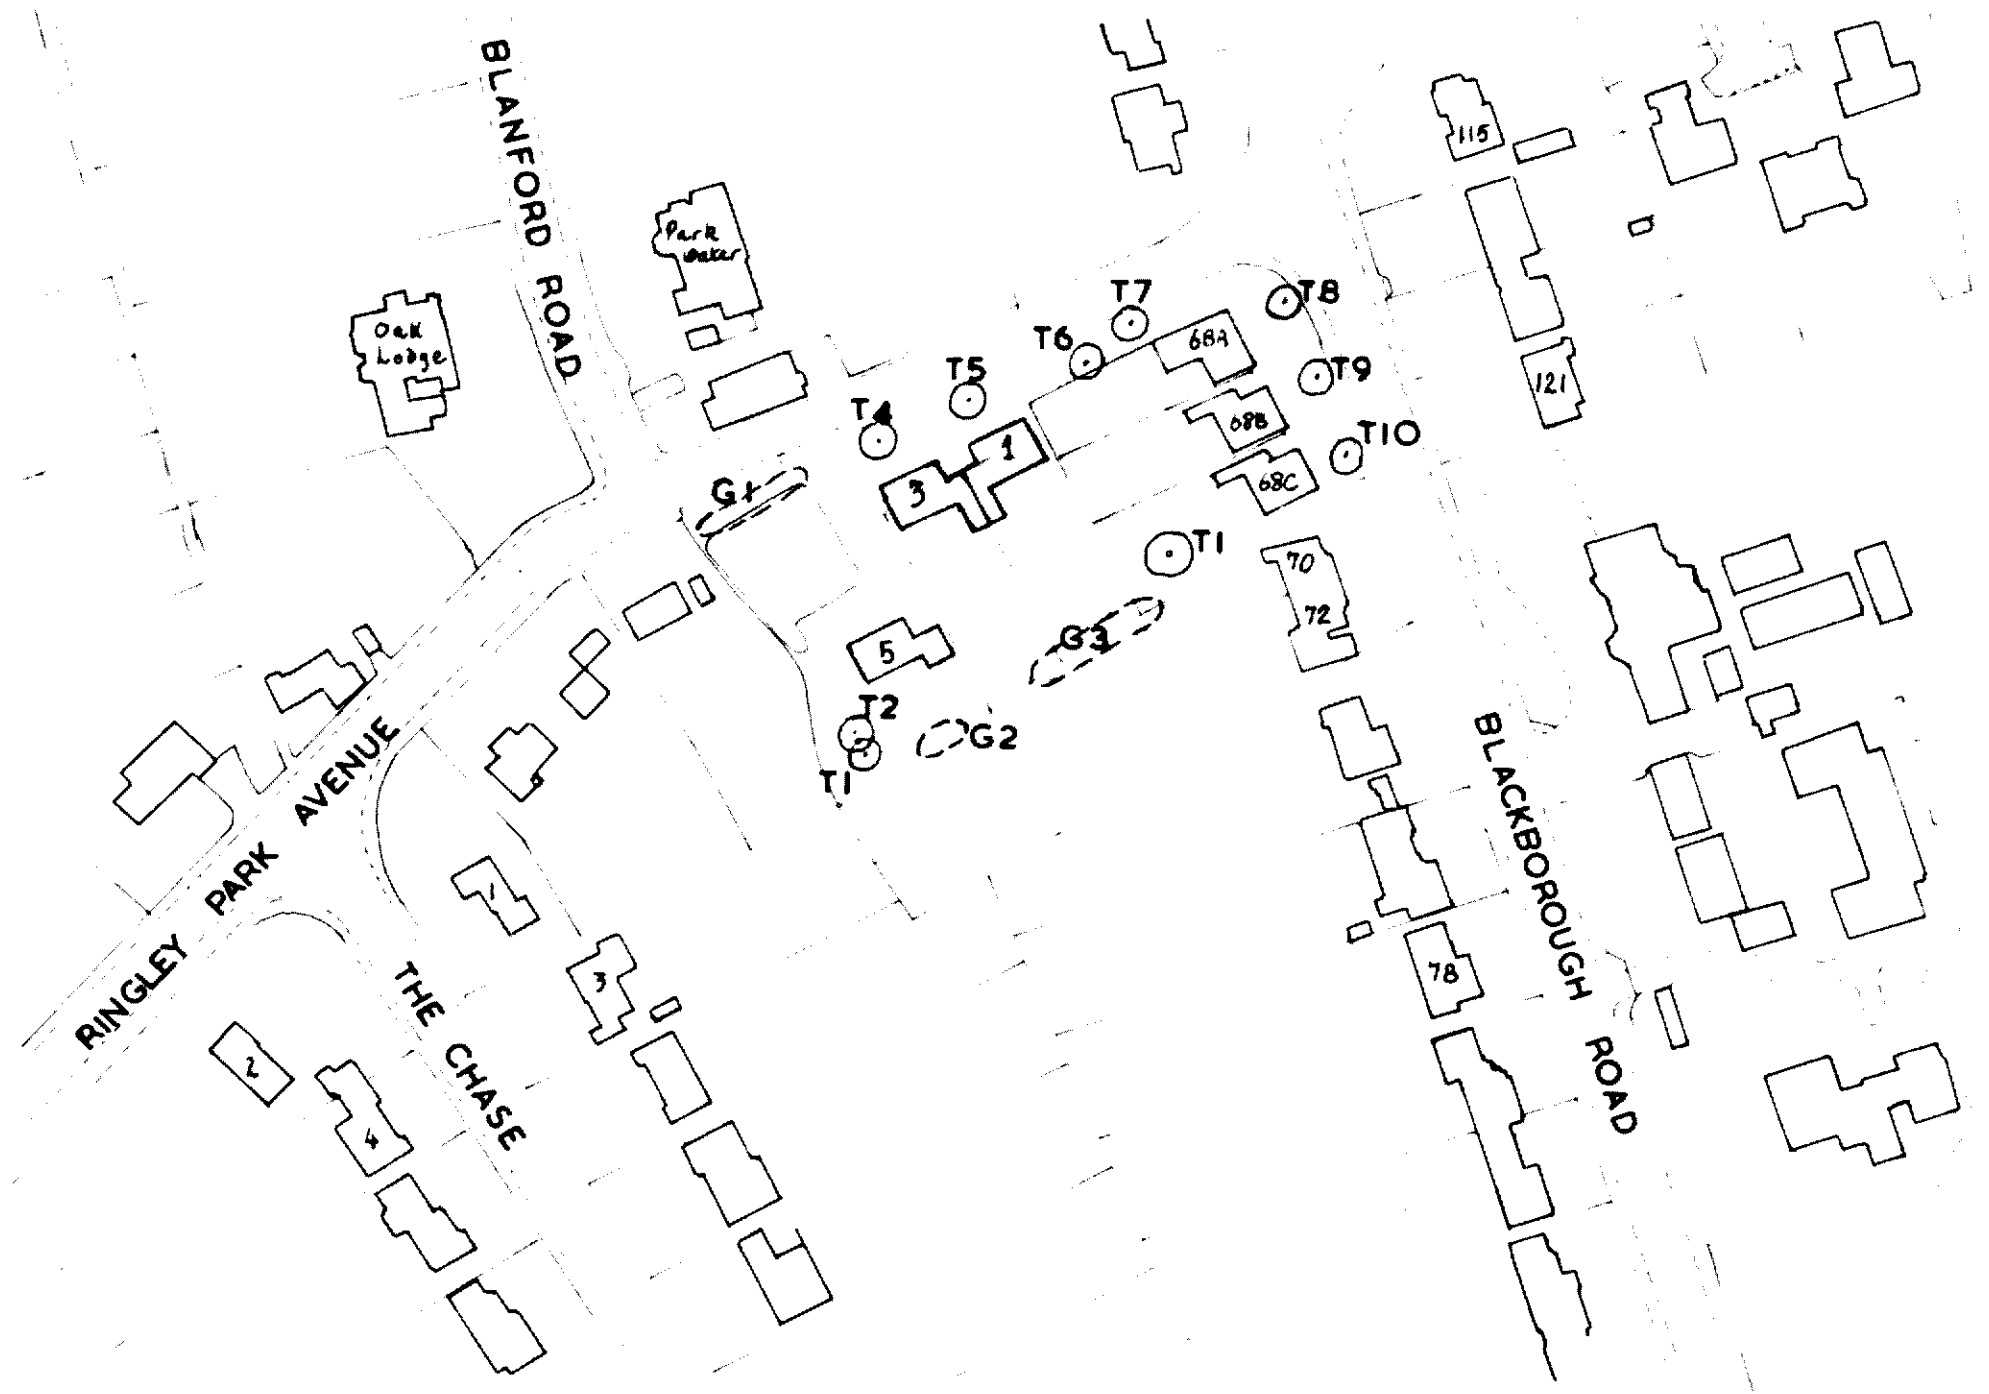 BLANFORD ROAD
115
Park
Oak
Lodge
T7
T8
68A
T6
T5
T9
121
T4
68B
T10
1
G1
3
68C
T1
70
72
5
G3
T2
G2
T1
RINGLEY PARK AVENUE
BLACKBOROUGH ROAD
1
3
78
THE CHASE
2
4